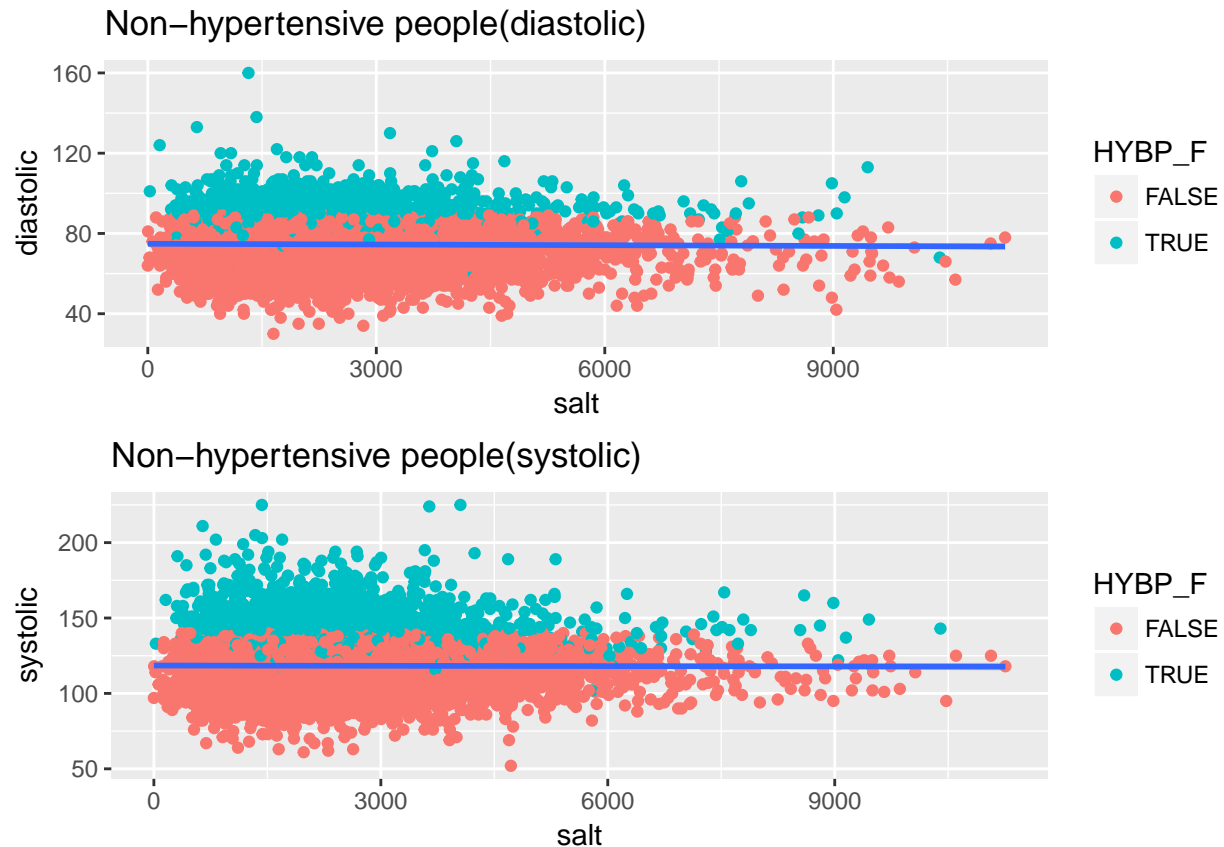 Non−hypertensive people(diastolic)
160
120
80
40
diastolic
0 3000 6000 9000
salt
HYBP_F
FALSE
TRUE
Non−hypertensive people(systolic)
200
150
100
50
systolic
0 3000 6000 9000
salt
HYBP_F
FALSE
TRUE